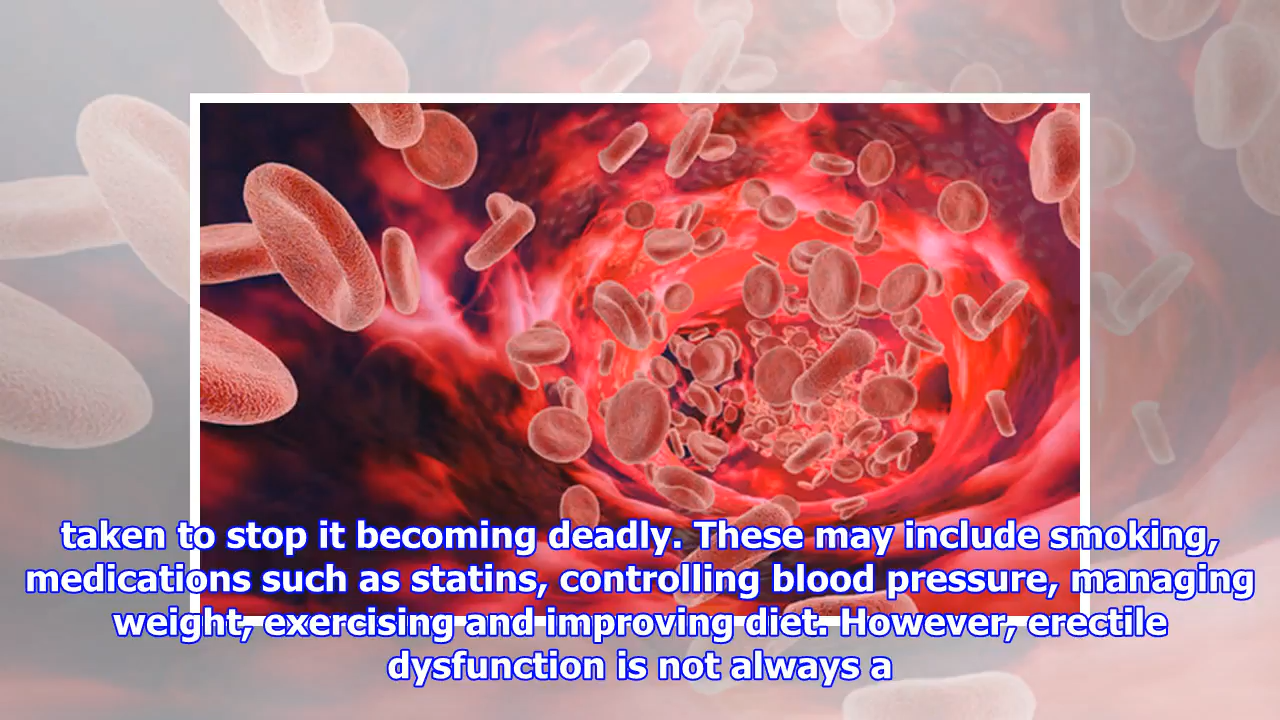 taken to stop it becoming deadly. These may include smoking,
medications such as statins, controlling blood pressure, managing
weight, exercising and improving diet. However, erectile
dysfunction is not always a